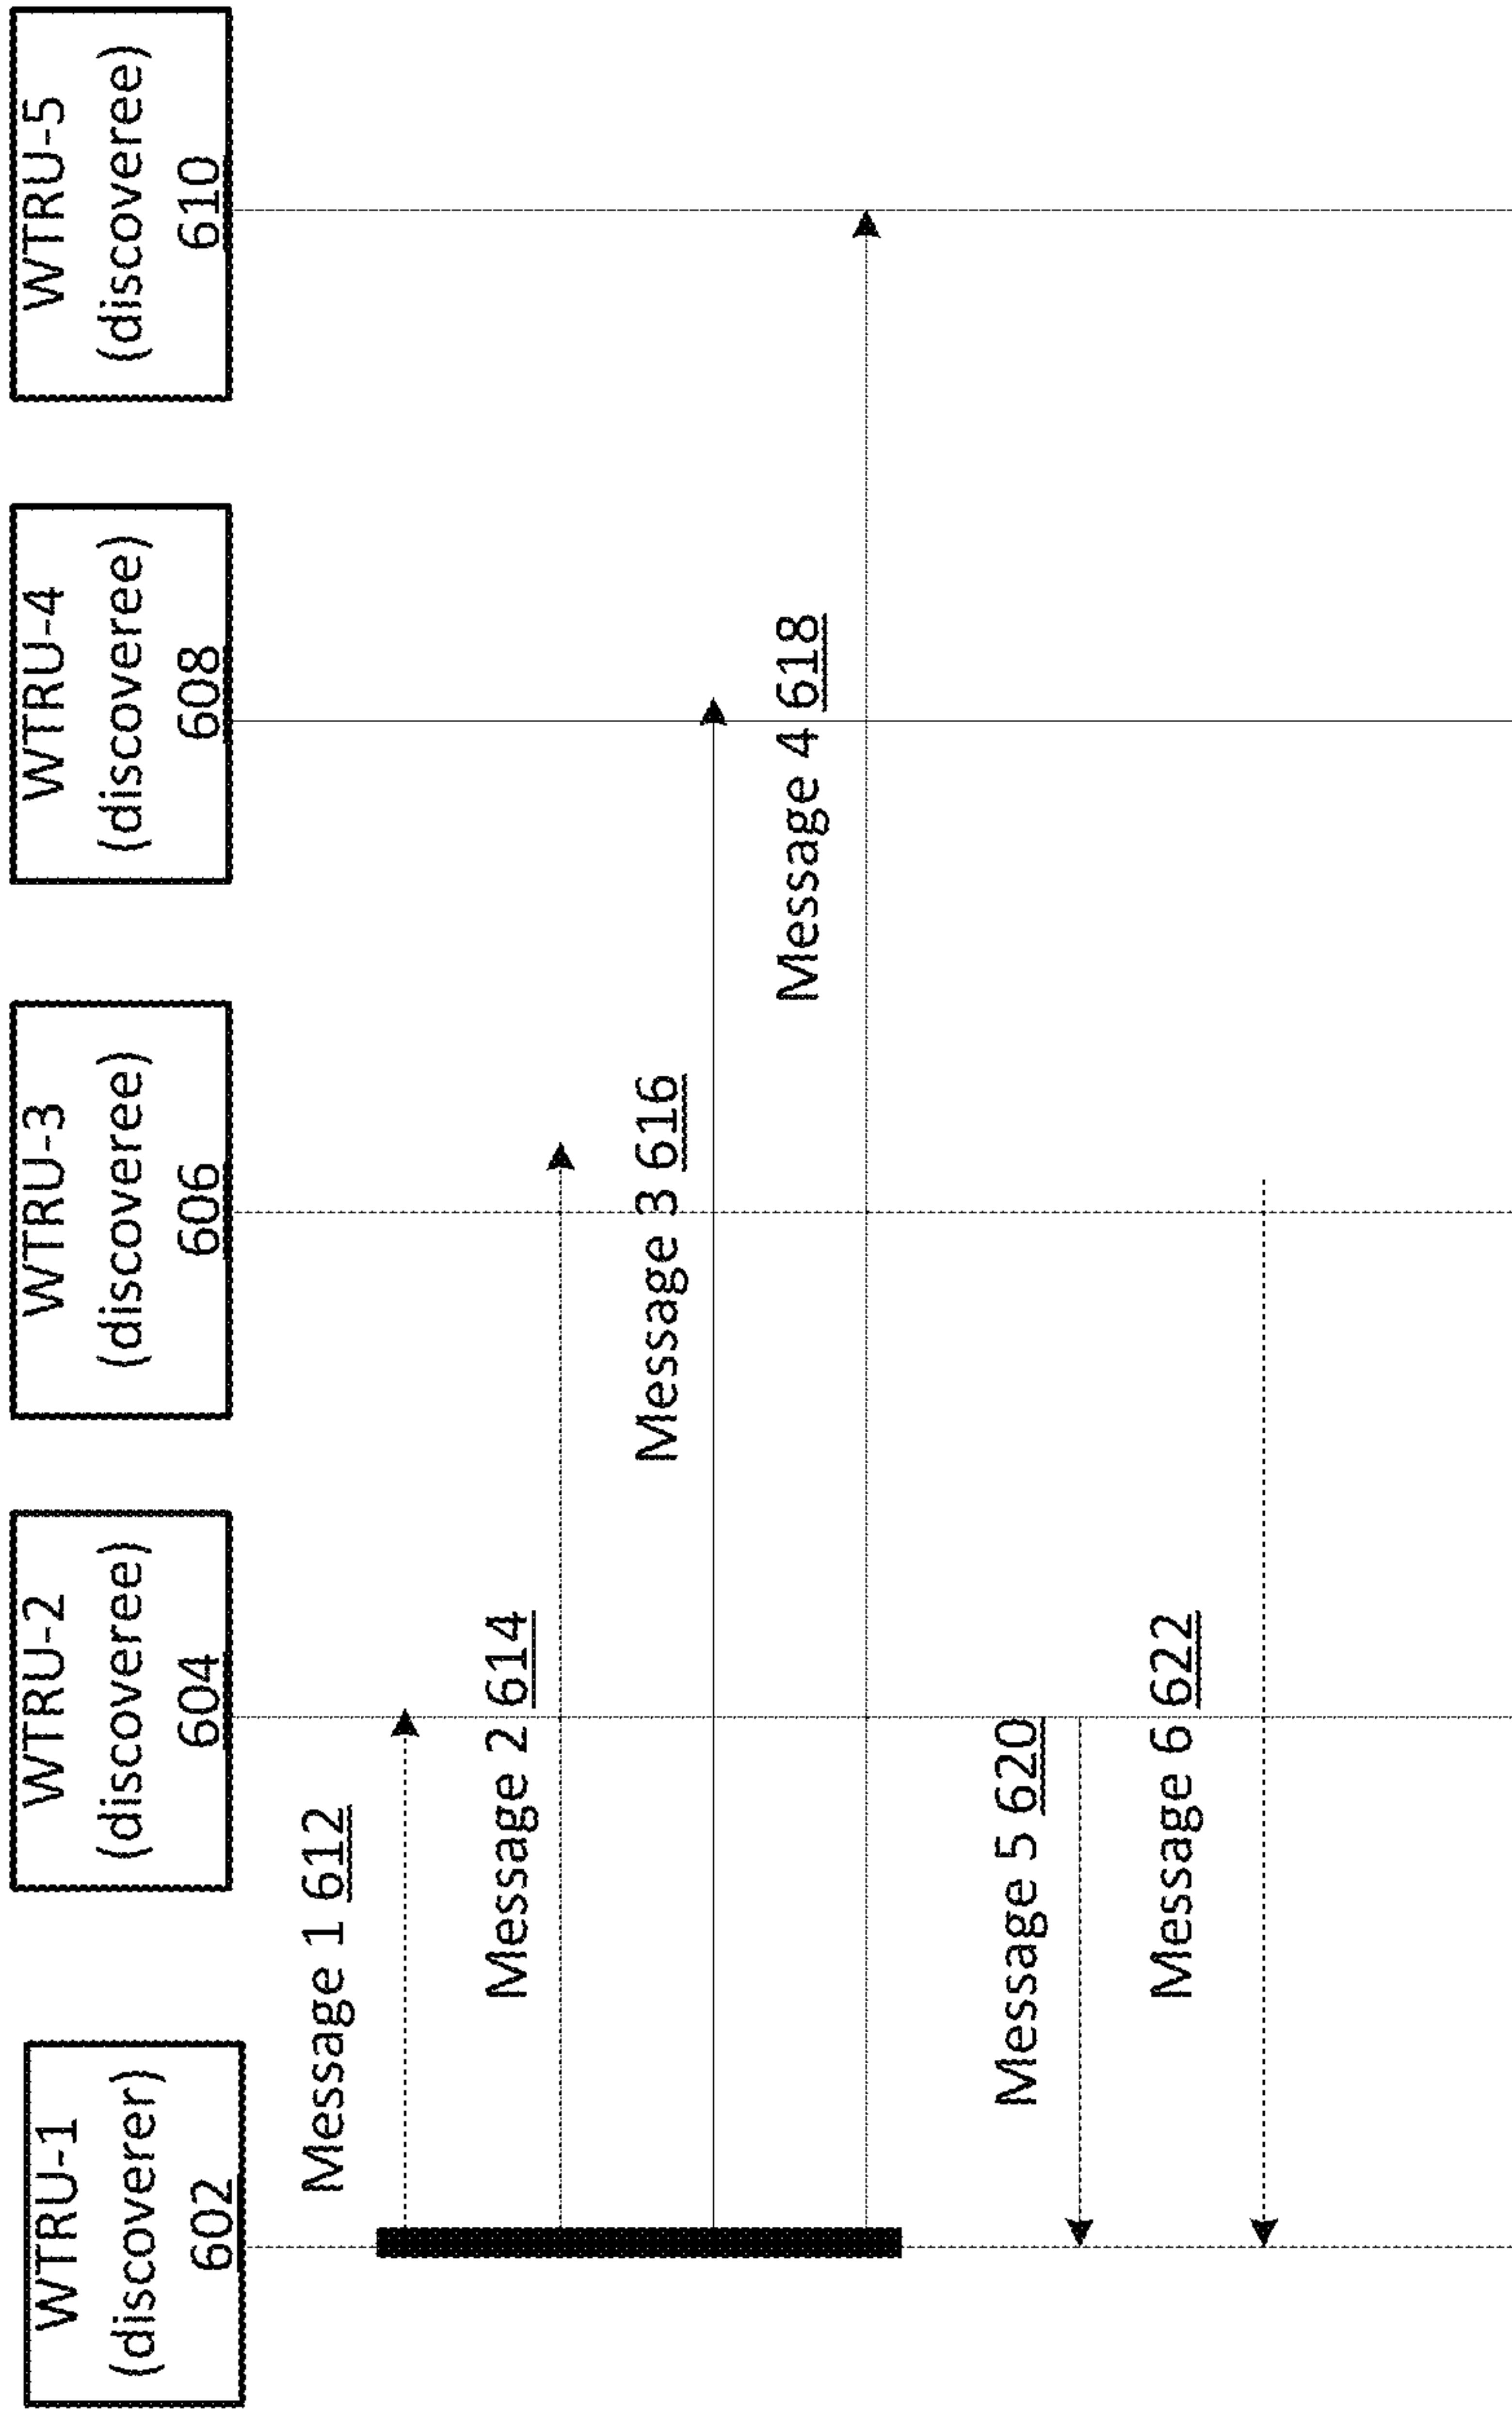 WTRU-1
(discoverer)
602
WTRU-2
(discoveree)
604
WTRU-3
(discoveree)
606
WTRU-4
(discoveree)
608
WTRU-5
(discoveree)
610
Message 1 612
Message 2 614
Message 3 616
Message 4 618
Message 5 620
Message 6 622